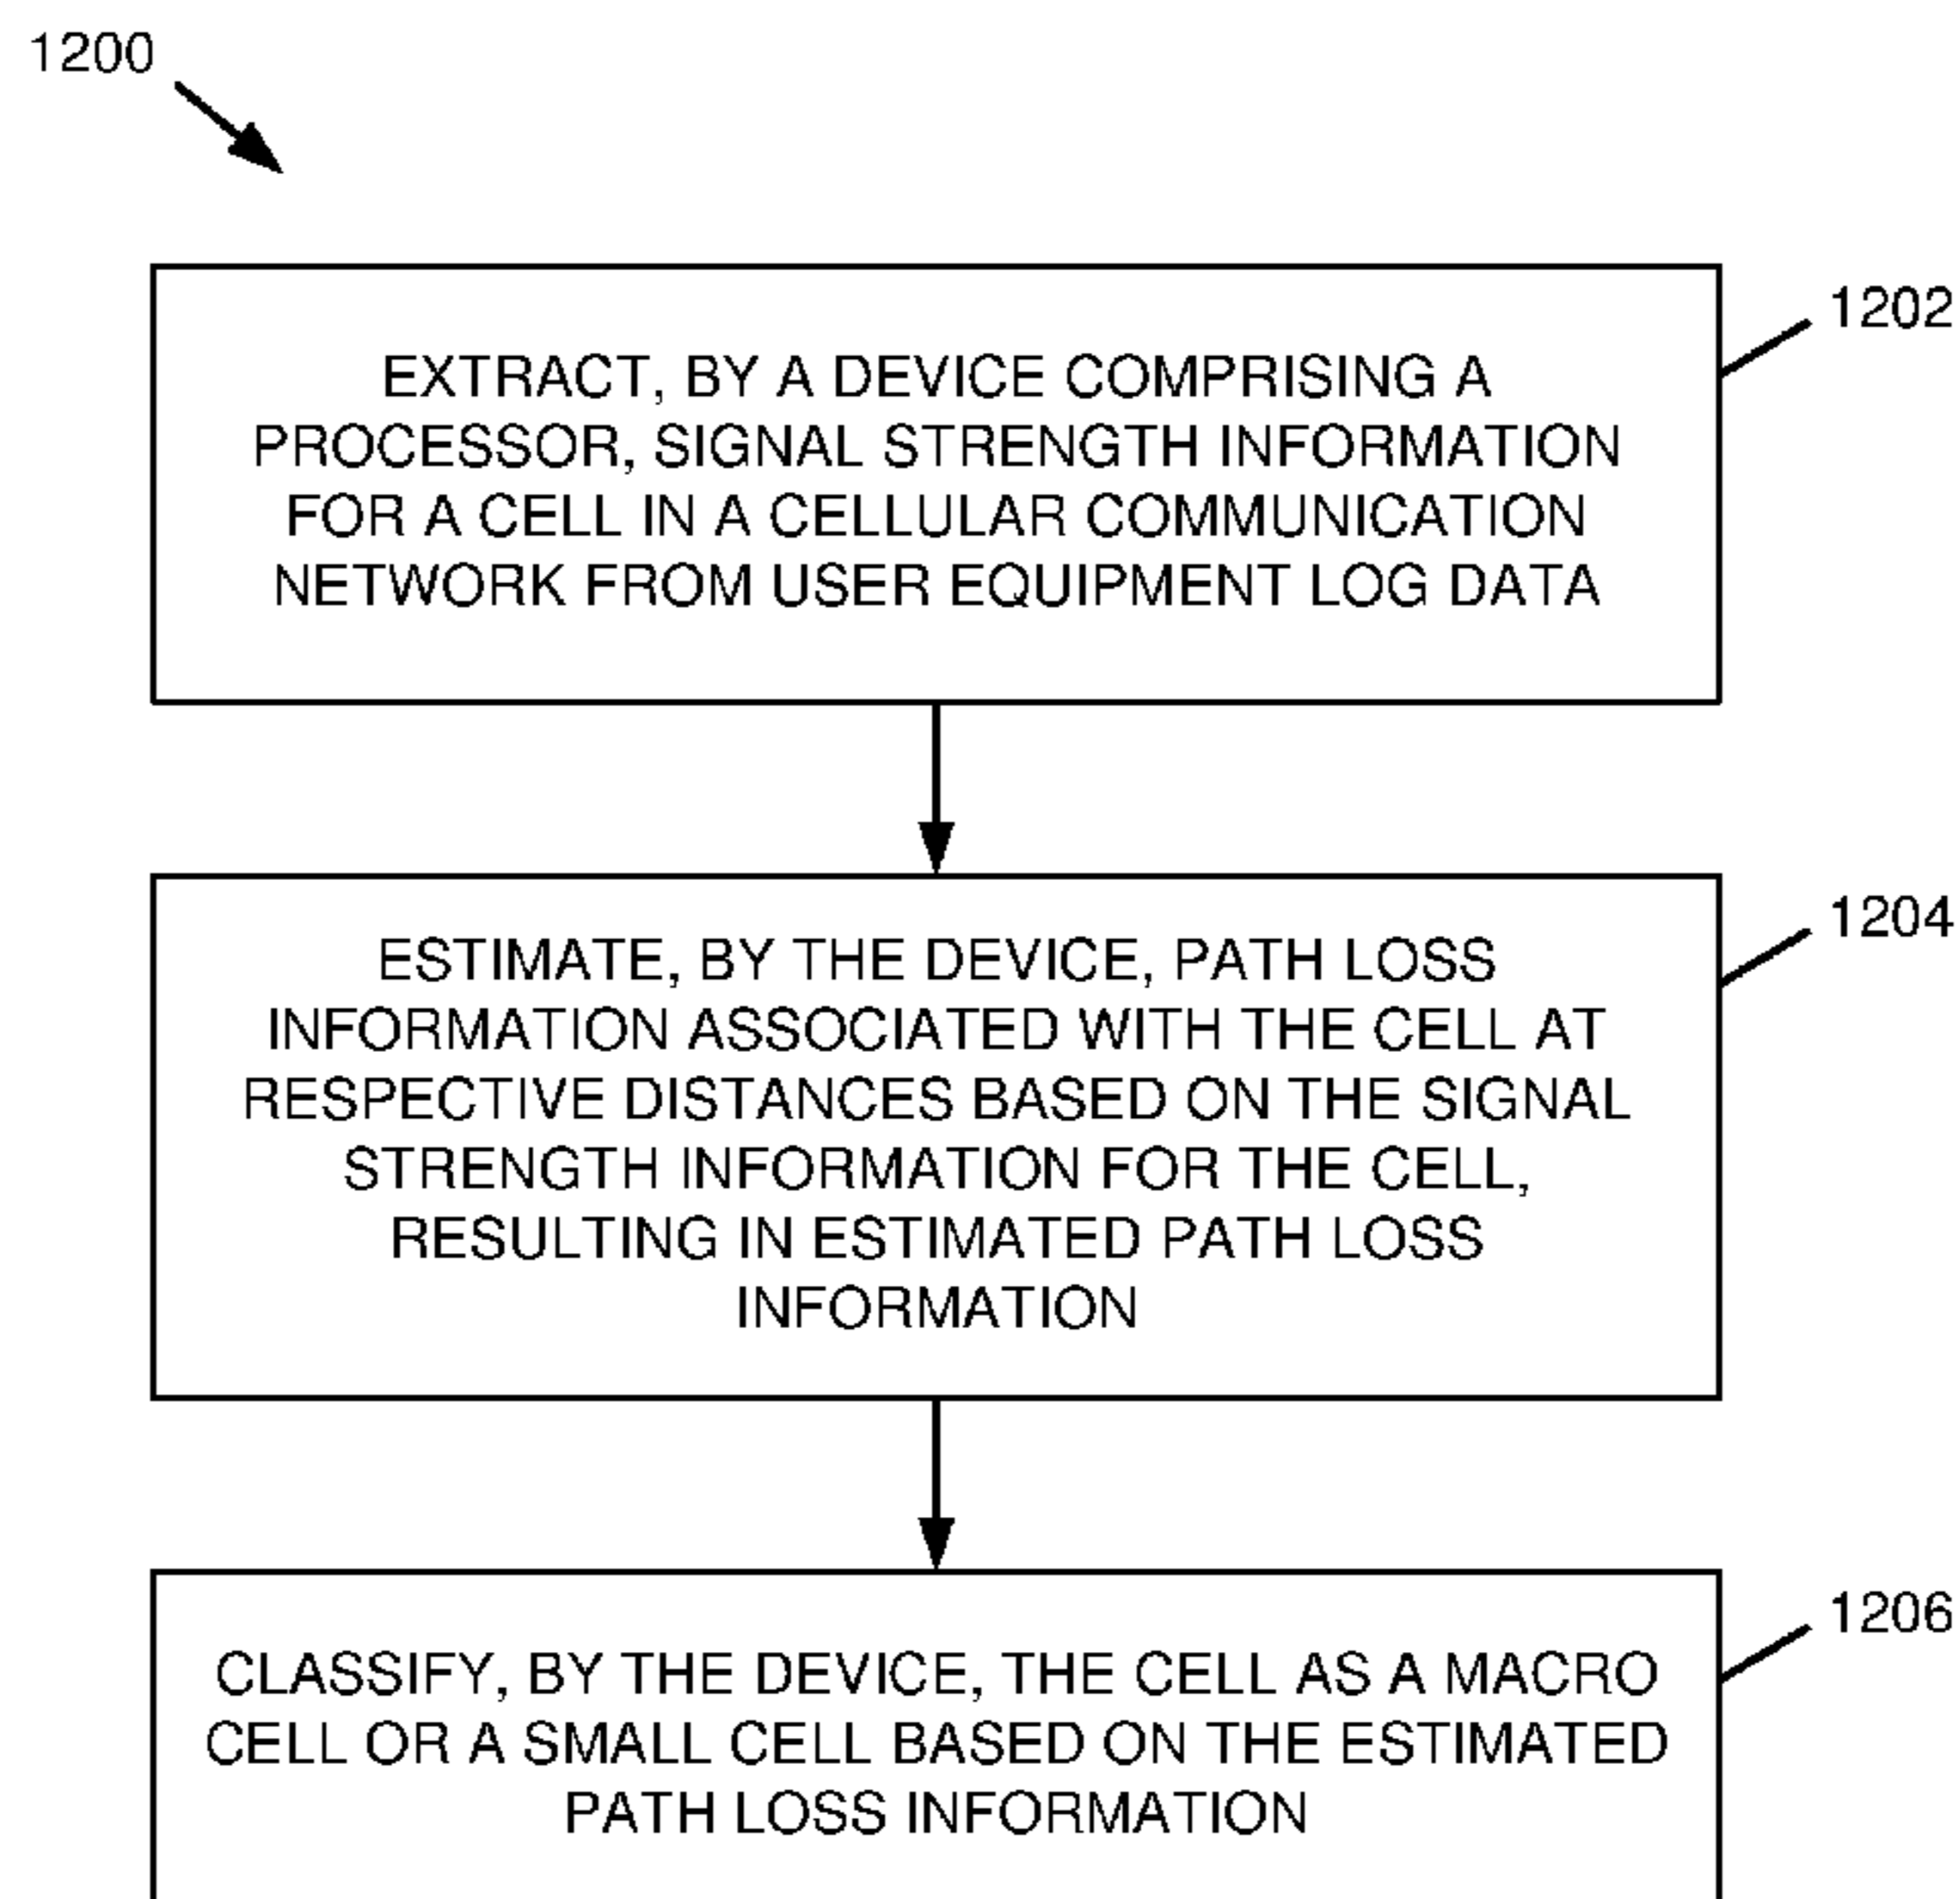 1200
1202
EXTRACT, BY A DEVICE COMPRISING A
PROCESSOR, SIGNAL STRENGTH INFORMATION
FOR A CELL IN A CELLULAR COMMUNICATION
NETWORK FROM USER EQUIPMENT LOG DATA
1204
ESTIMATE, BY THE DEVICE, PATH LOSS
INFORMATION ASSOCIATED WITH THE CELL AT
RESPECTIVE DISTANCES BASED ON THE SIGNAL
STRENGTH INFORMATION FOR THE CELL,
RESULTING IN ESTIMATED PATH LOSS
INFORMATION
1206
CLASSIFY, BY THE DEVICE, THE CELL AS A MACRO
CELL OR A SMALL CELL BASED ON THE ESTIMATED
PATH LOSS INFORMATION